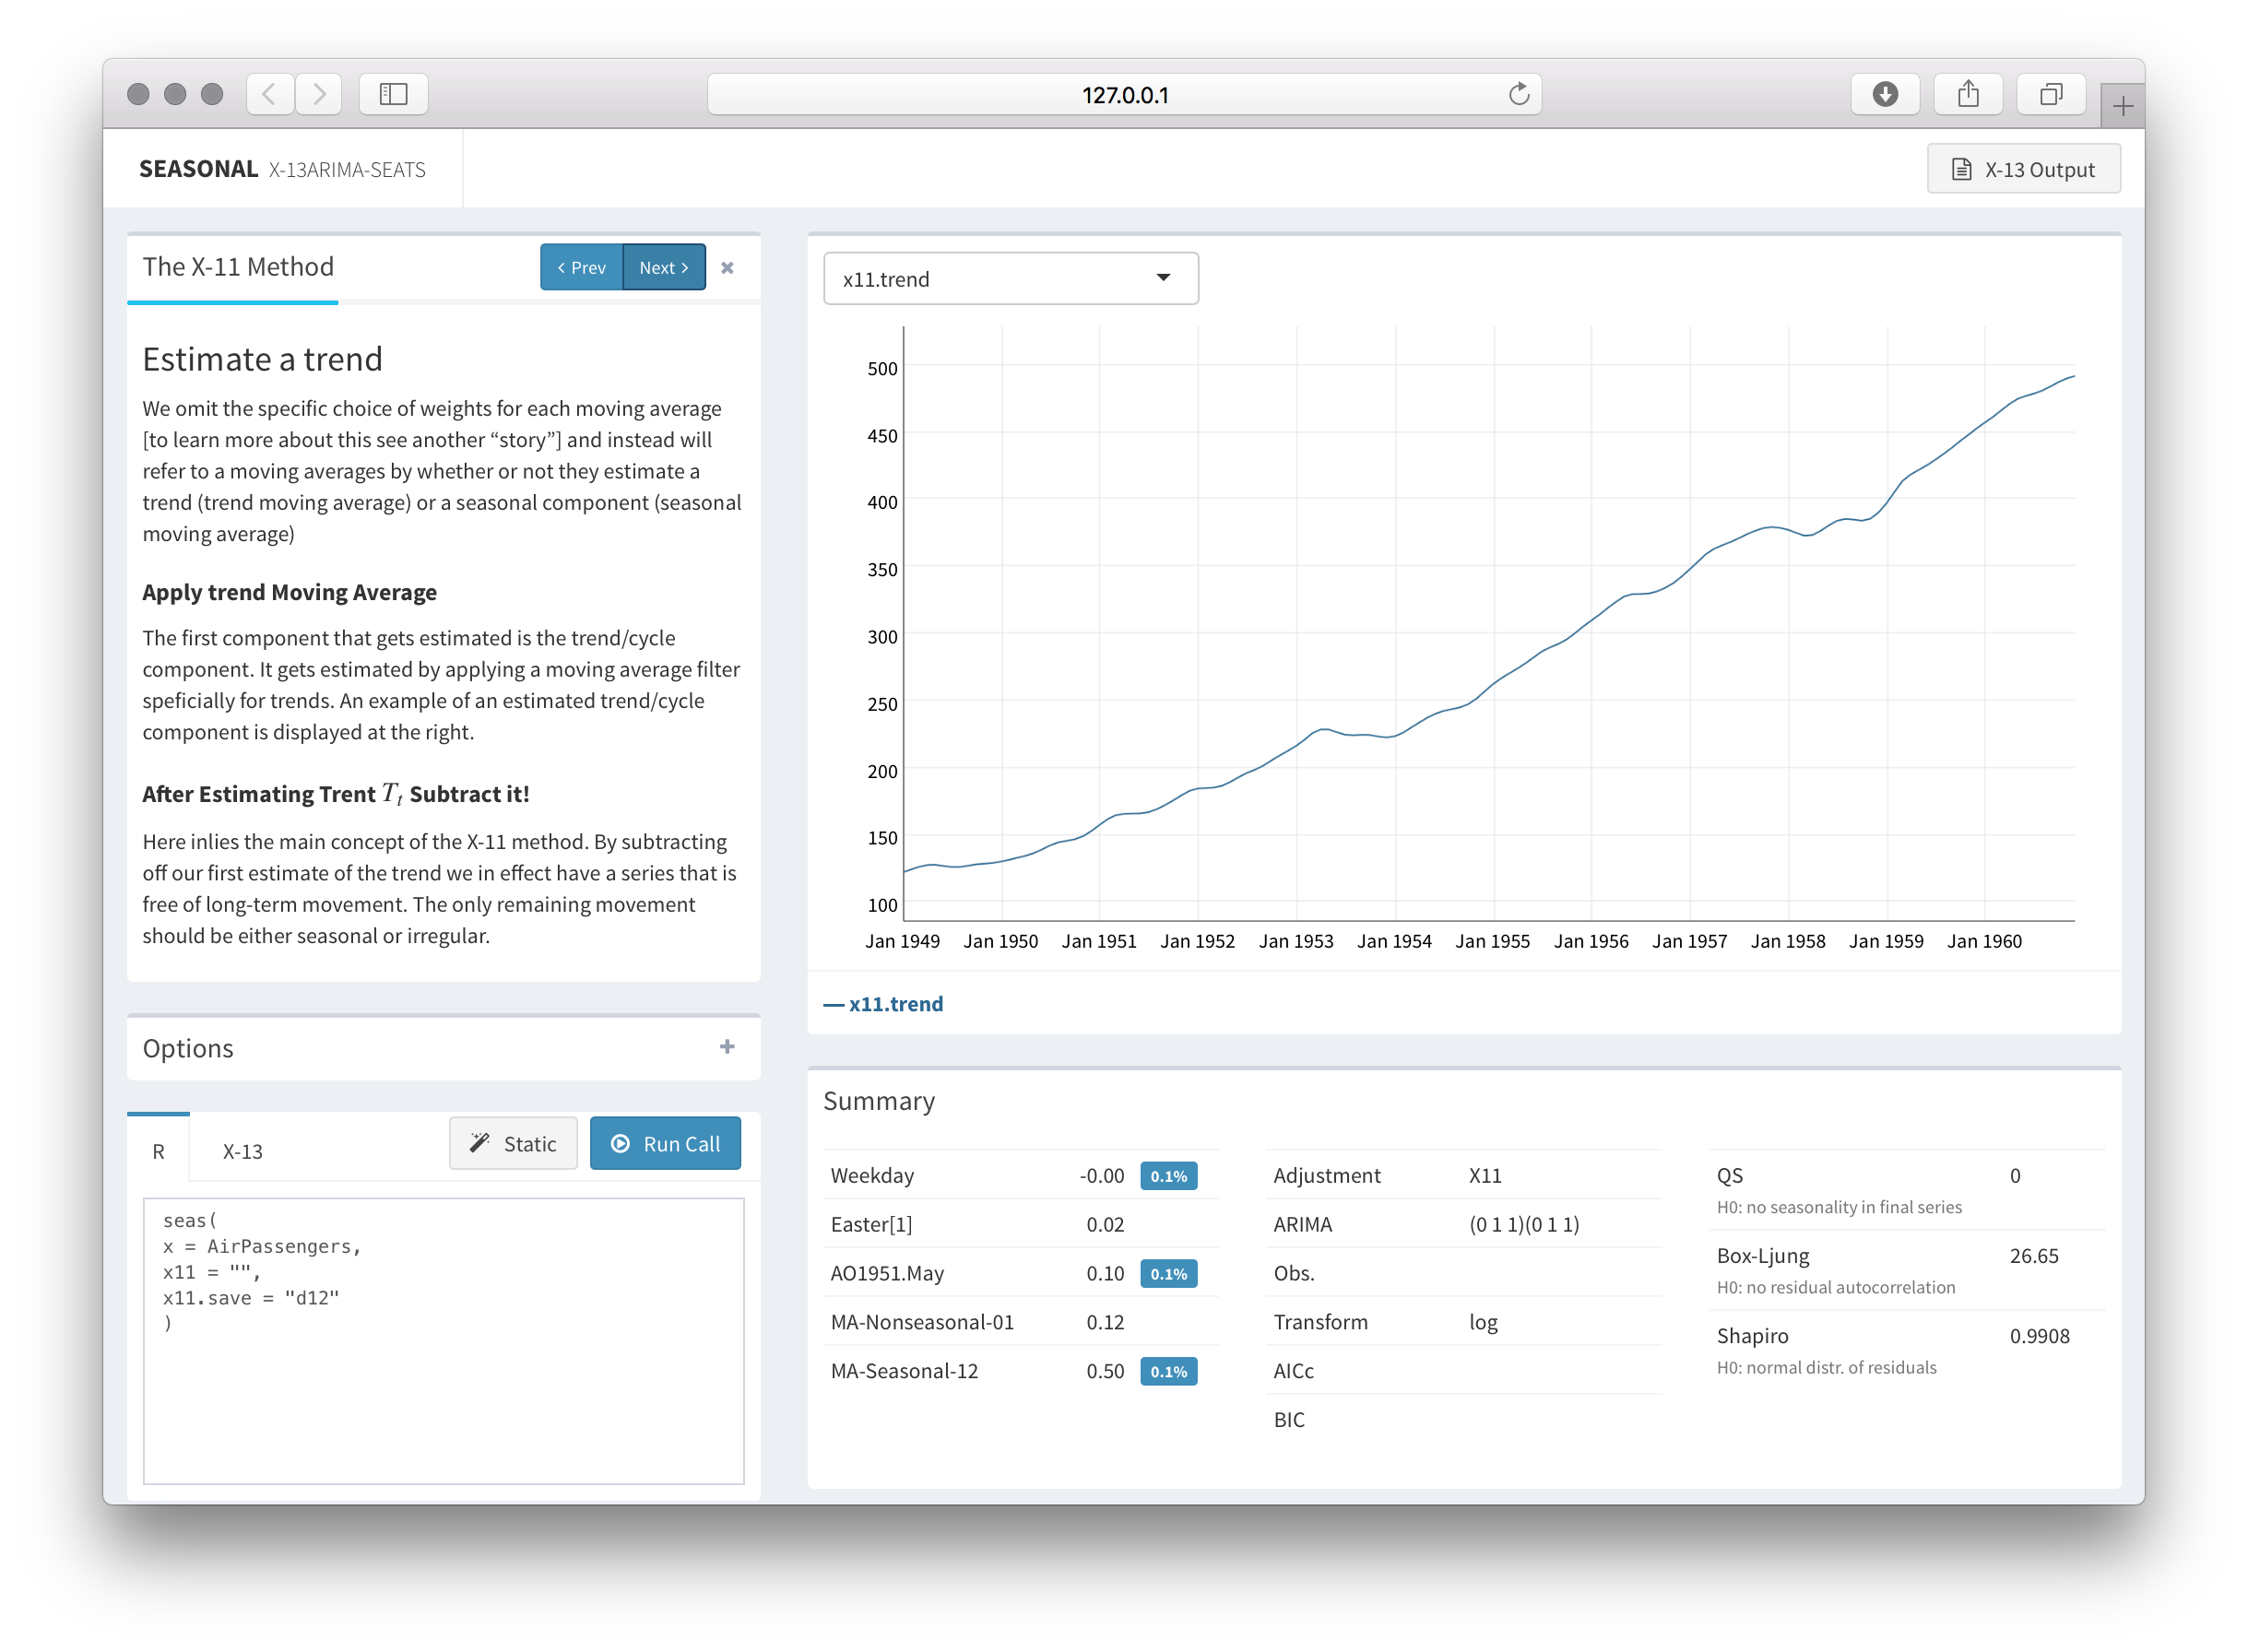 127.0.0.1
SEASONAL X-13ARIMA-SEATS
X-13 Output
The X-11 Method
Prev
Next
Estimate a trend
We omit the specific choice of weights for each moving average
[to learn more about this see another “story”] and instead will
refer to a moving averages by whether or not they estimate a
trend (trend moving average) or a seasonal component (seasonal
moving average)
Apply trend Moving Average
The first component that gets estimated is the trend/cycle
component. It gets estimated by applying a moving average filter
speficially for trends. An example of an estimated trend/cycle
component is displayed at the right.
After Estimating Trent Tt Subtract it!
Here inlies the main concept of the X-11 method. By subtracting
off our first estimate of the trend we in effect have a series that is
free of long-term movement. The only remaining movement
should be either seasonal or irregular.
Options
R
X-13
Static
Run Call
seas(
x = AirPassengers,
x11 = "",
x11.save = "d12"
)
x11.trend
500
450
400
350
300
250
200
150
100
Jan 1949 Jan 1950 Jan 1951 Jan 1952 Jan 1953 Jan 1954 Jan 1955 Jan 1956 Jan 1957 Jan 1958 Jan 1959 Jan 1960
x11.trend
Summary
Weekday -0.00 0.1%
Easter[1] 0.02
AO1951.May 0.10 0.1%
MA-Nonseasonal-01 0.12
MA-Seasonal-12 0.50 0.1%
Adjustment X11
ARIMA (0 1 1)(0 1 1)
Obs.
Transform log
AICc
BIC
QS 0
H0: no seasonality in final series
Box-Ljung 26.65
H0: no residual autocorrelation
Shapiro 0.9908
H0: normal distr. of residuals